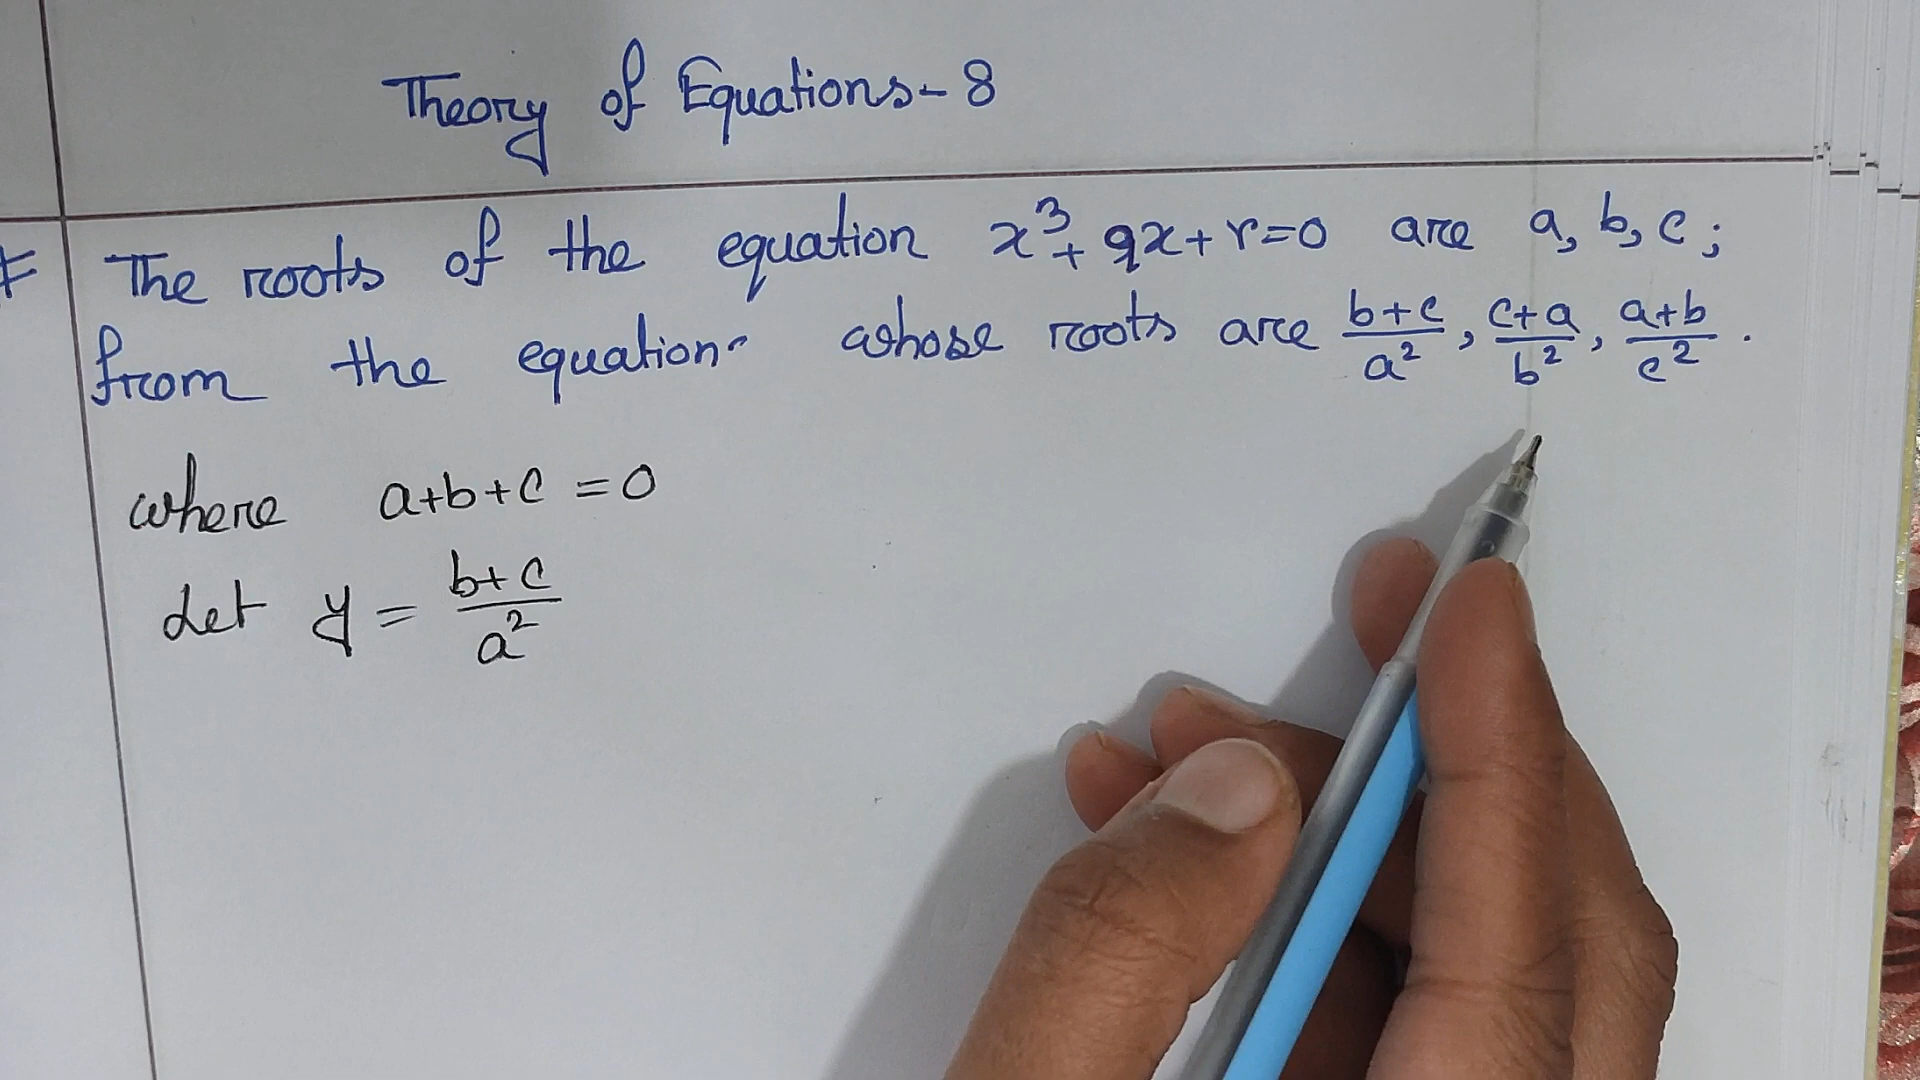 Theory of Equations - 8
# The roots of the equation x³ + qx + r = 0 are a, b, c;
from the equation whose roots are (b+c)/a², (c+a)/b², (a+b)/c².
where a+b+c = 0
Let y = (b+c)/a²